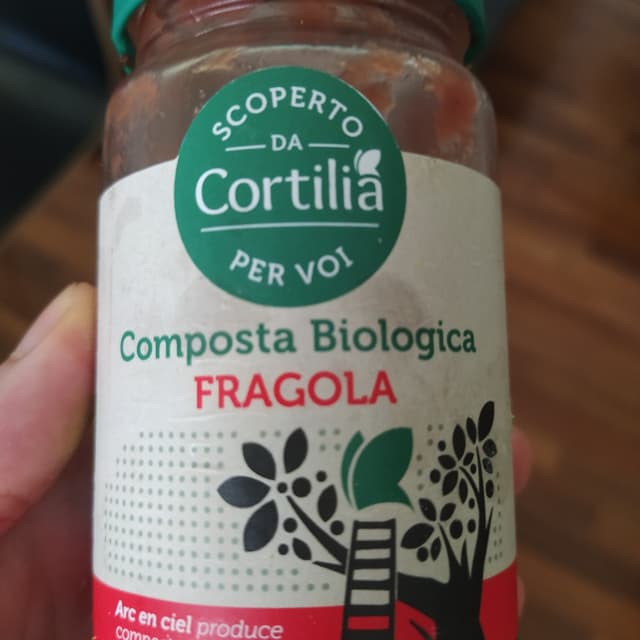 SCOPERTO
DA
Cortilia
PER VOI
Composta Biologica
FRAGOLA
Arc en ciel produce